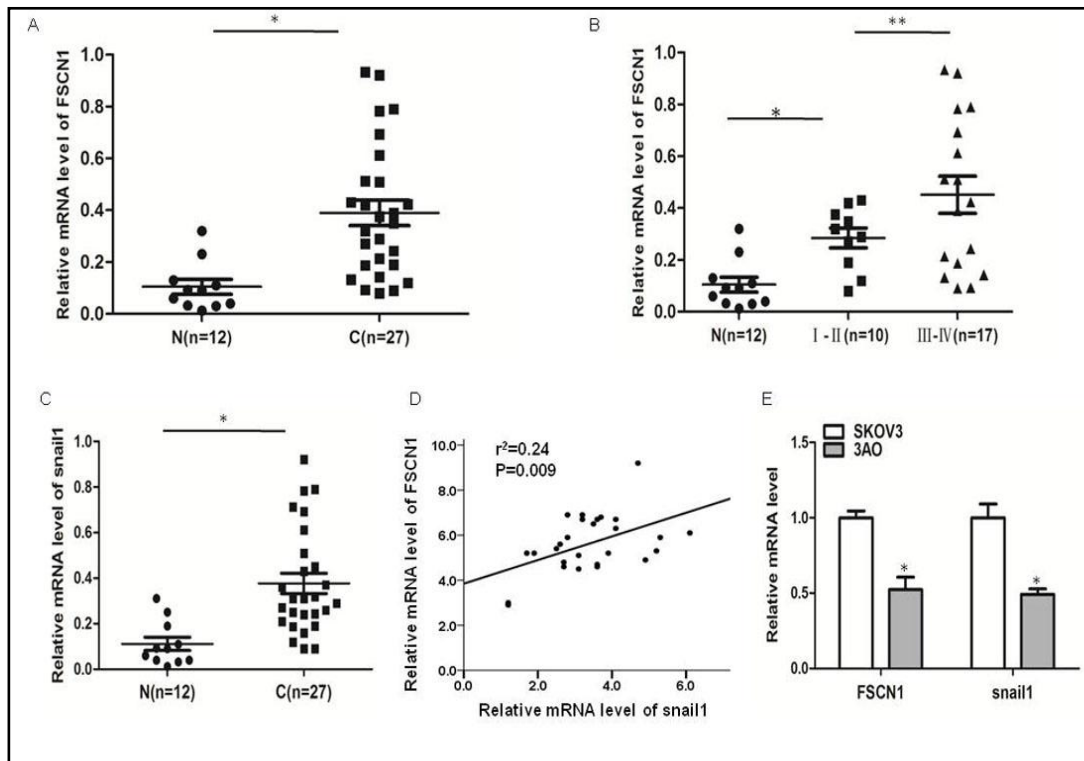 A
*
Relative mRNA level of FSCN1
1.0
0.8
0.6
0.4
0.2
0.0
N(n=12)
C(n=27)
B
**
*
Relative mRNA level of FSCN1
1.0
0.8
0.6
0.4
0.2
0.0
N(n=12)
Ⅰ-Ⅱ(n=10)
Ⅲ-Ⅳ(n=17)
C
*
Relative mRNA level of snail1
1.0
0.8
0.6
0.4
0.2
0.0
N(n=12)
C(n=27)
D
r²=0.24
P=0.009
Relative mRNA level of FSCN1
10.0
8.0
6.0
4.0
2.0
0.0
0.0
2.0
4.0
6.0
Relative mRNA level of snail1
E
SKOV3
3AO
Relative mRNA level
1.5
1.0
0.5
0.0
*
*
FSCN1
snail1